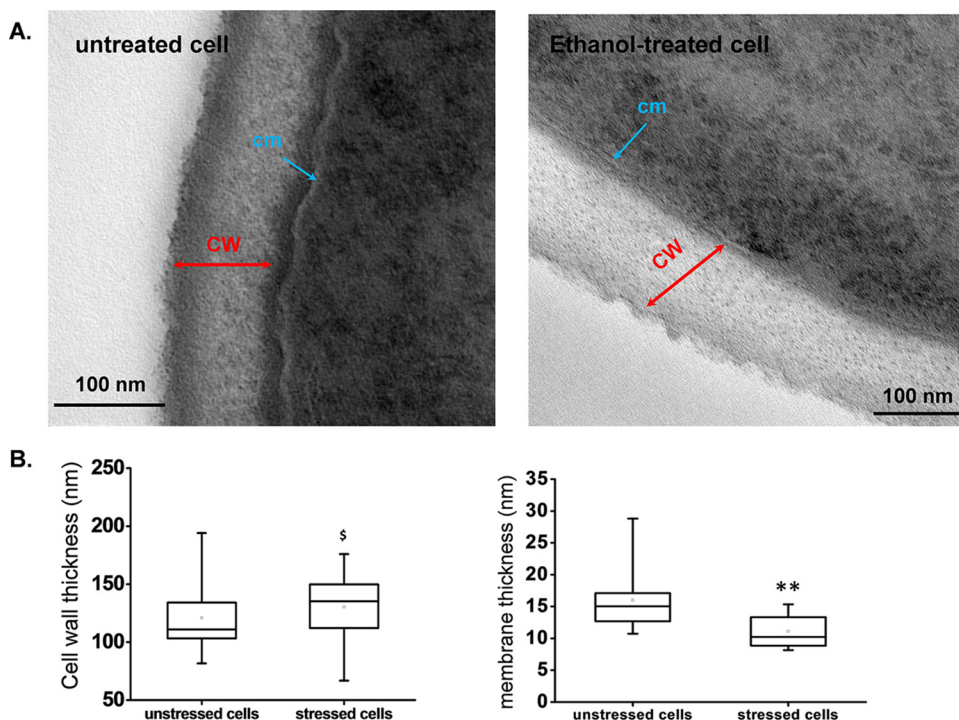 A.
untreated cell
cm
CW
100 nm
Ethanol-treated cell
cm
CW
100 nm
B.
Cell wall thickness (nm)
250
200
150
100
50
$
unstressed cells
stressed cells
membrane thickness (nm)
35
30
25
20
15
10
5
0
**
unstressed cells
stressed cells